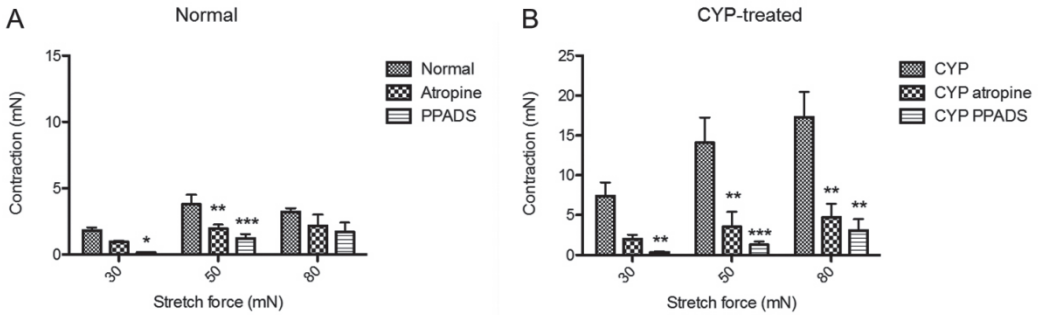 A
Normal
Contraction (mN)
15
10
5
0
*
**
***
30
50
80
Stretch force (mN)
Normal
Atropine
PPADS
B
CYP-treated
Contraction (mN)
25
20
15
10
5
0
**
**
***
**
**
30
50
80
Stretch force (mN)
CYP
CYP atropine
CYP PPADS